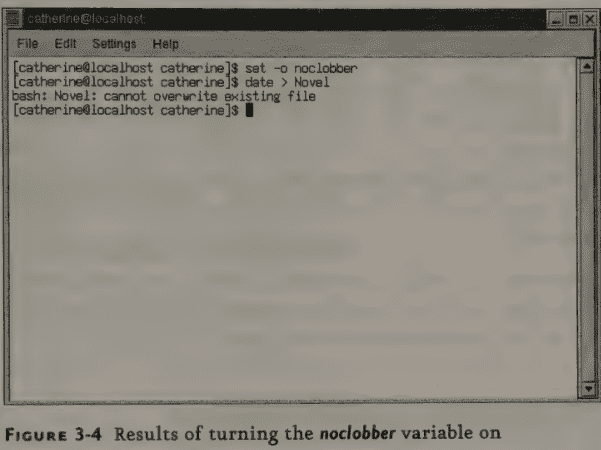 catherine@localhost:
File Edit Settings Help
[catherine@localhost catherine]$ set -o noclobber
[catherine@localhost catherine]$ date > Novel
bash: Novel: cannot overwrite existing file
[catherine@localhost catherine]$
FIGURE 3-4 Results of turning the noclobber variable on